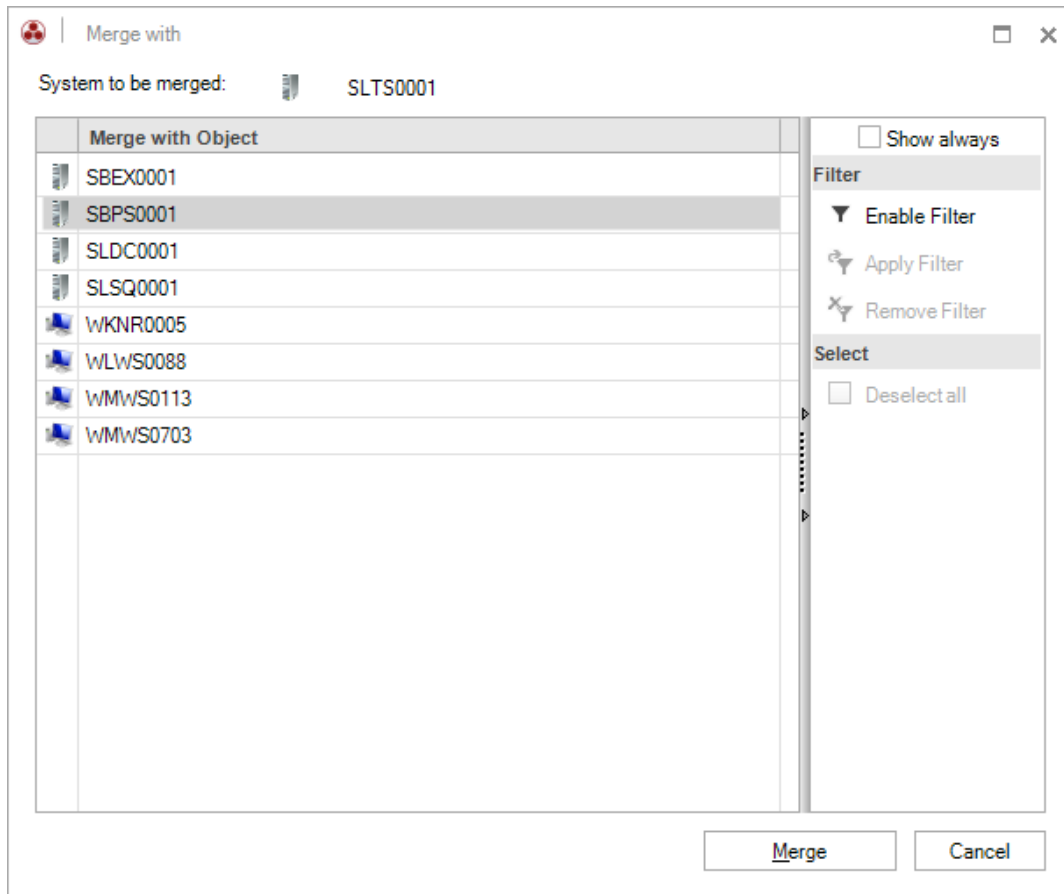 Merge with
System to be merged: SLTS0001
Merge with Object
SBEX0001
SBPS0001
SLDC0001
SLSQ0001
WKNR0005
WLWS0088
WMWS0113
WMWS0703
Show always
Filter
Enable Filter
Apply Filter
Remove Filter
Select
Deselect all
Merge
Cancel